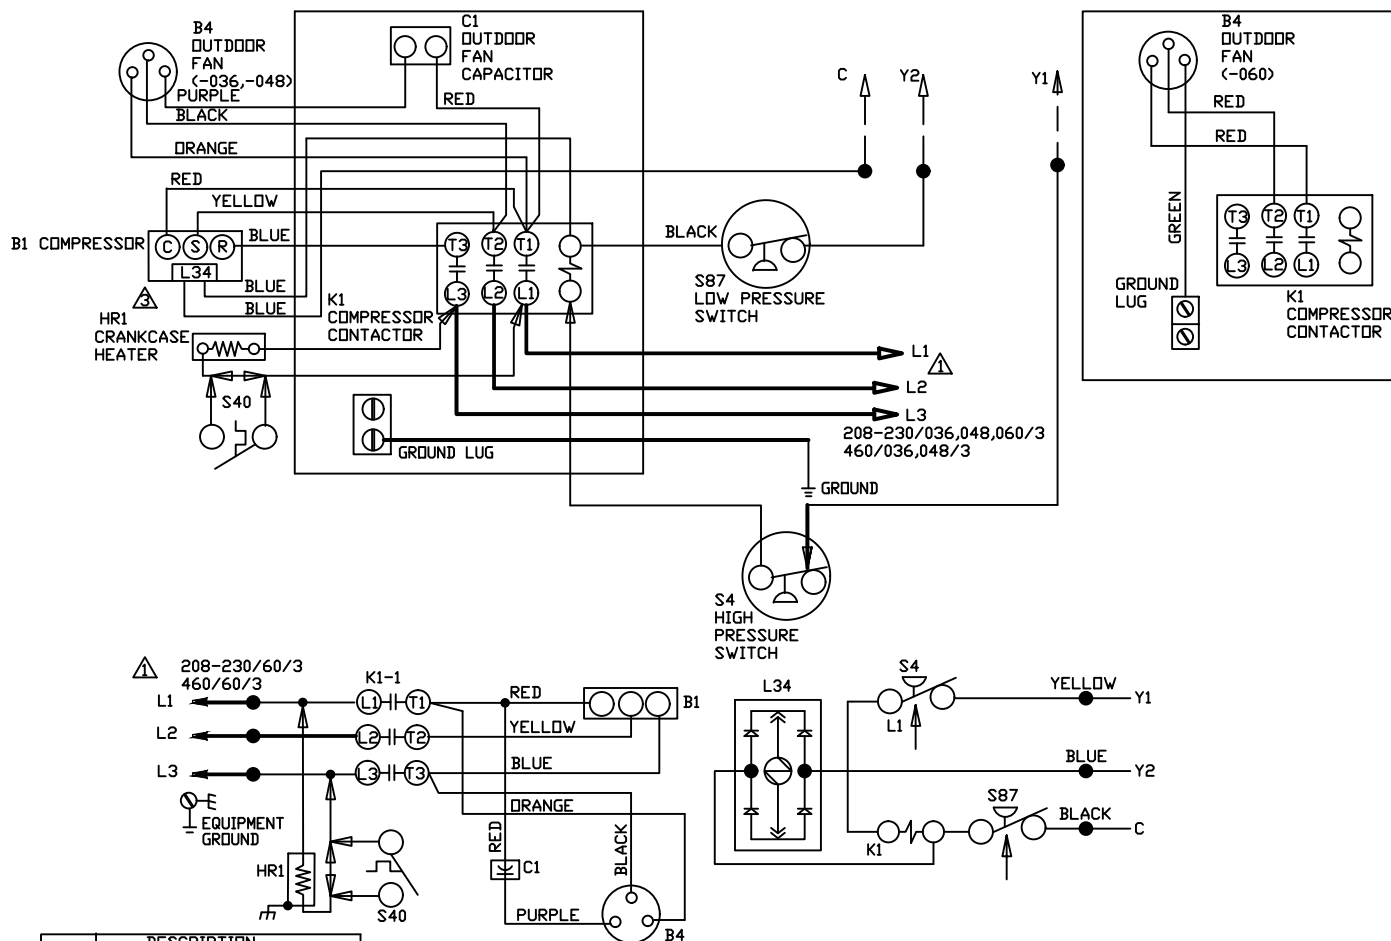 B4
OUTDOOR
FAN
(-036,-048)
C1
OUTDOOR
FAN
CAPACITOR
PURPLE
RED
BLACK
ORANGE
RED
YELLOW
B1 COMPRESSOR
C S R
L34
BLUE
BLUE
BLUE
3
T3 T2 T1
L3 L2 L1
K1
COMPRESSOR
CONTACTOR
HR1
CRANKCASE
HEATER
S40
GROUND LUG
C
Y2
Y1
BLACK
S87
LOW PRESSURE
SWITCH
L1
1
L2
L3
208-230/036,048,060/3
460/036,048/3
GROUND
S4
HIGH
PRESSURE
SWITCH
B4
OUTDOOR
FAN
(-060)
RED
RED
GREEN
T3 T2 T1
L3 L2 L1
GROUND
LUG
K1
COMPRESSOR
CONTACTOR
1
208-230/60/3
460/60/3
K1-1
L1
L1 T1
RED
B1
L2
L2 T2
YELLOW
L3
L3 T3
BLUE
ORANGE
EQUIPMENT
GROUND
HR1
S40
RED
C1
BLACK
PURPLE
B4
L34
S4
L1
YELLOW
Y1
BLUE
Y2
S87
BLACK
C
K1
DESCRIPTION